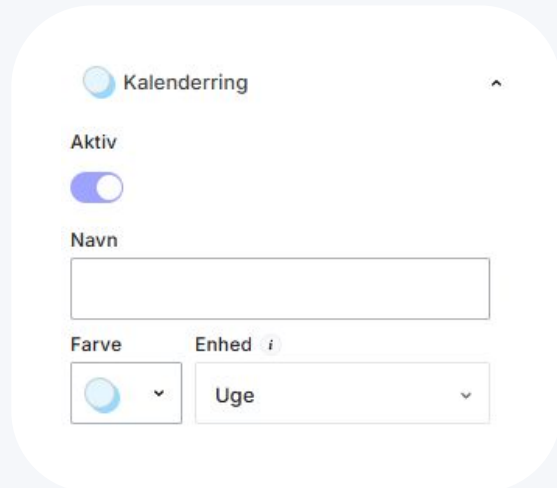 Kalenderring
Aktiv
Navn
Farve Enhed i
Uge